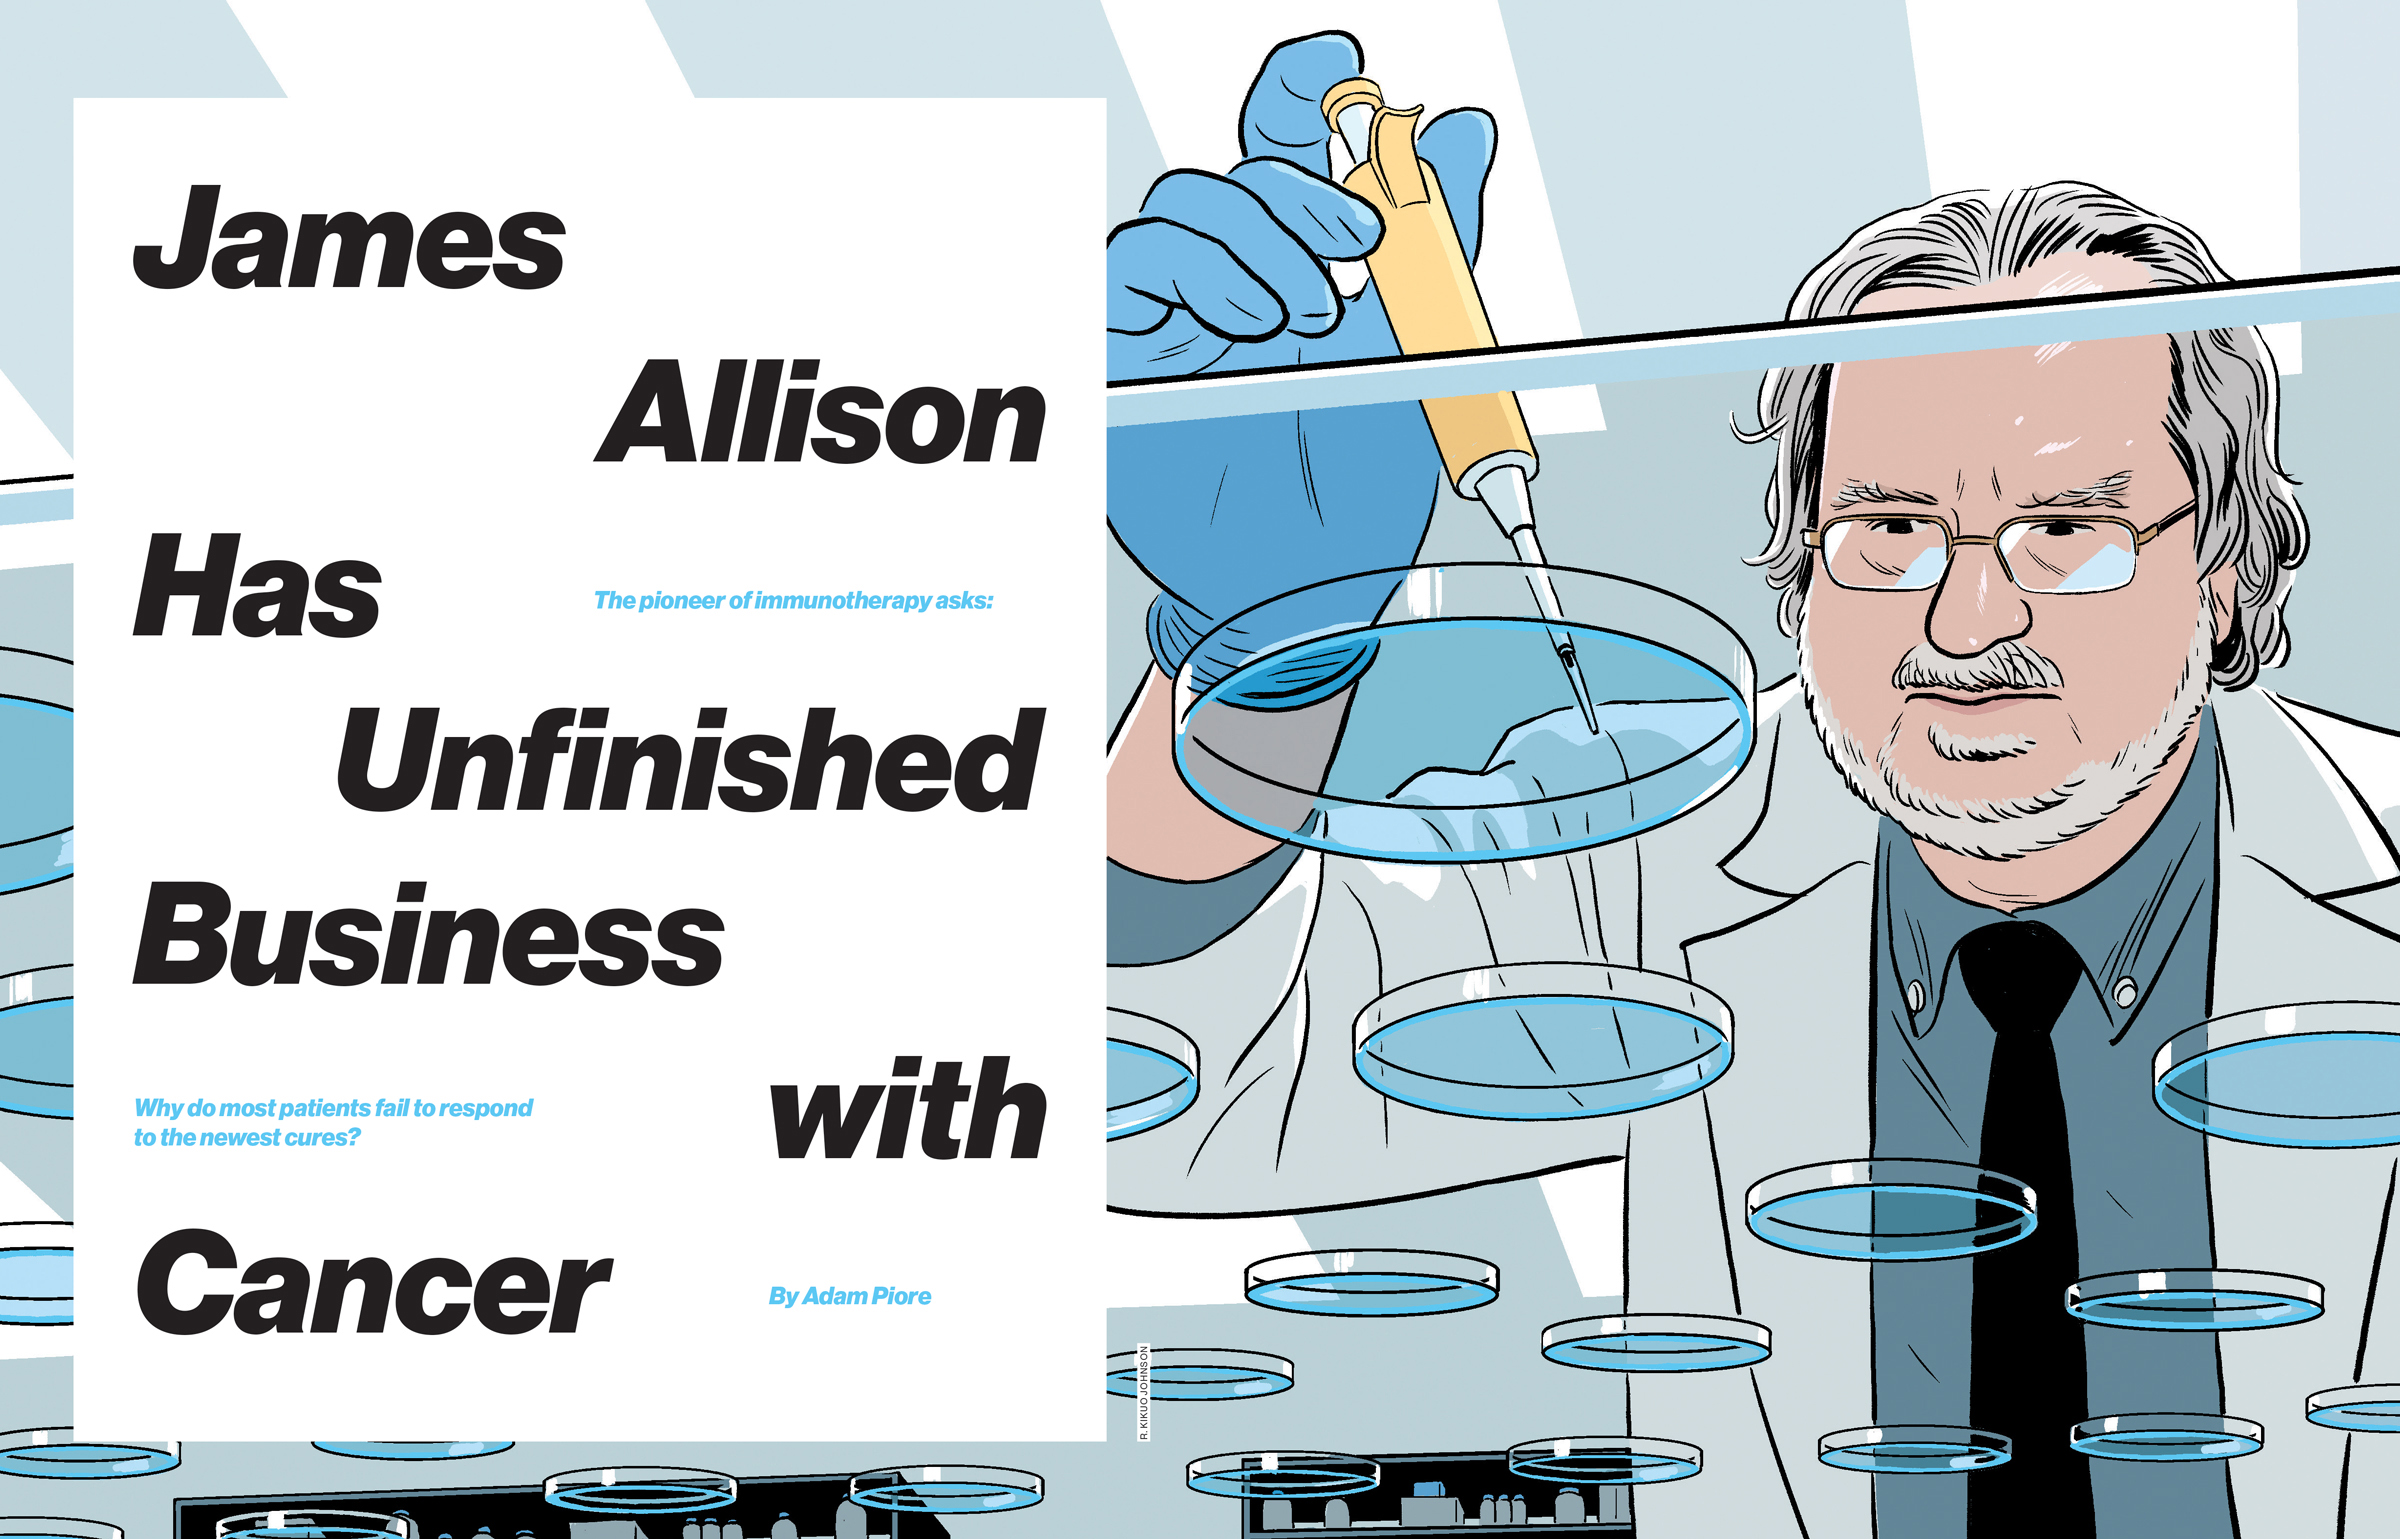 James
Allison
Has
The pioneer of immunotherapy asks:
Unfinished
Business
with
Why do most patients fail to respond
to the newest cures?
Cancer
By Adam Piore
R. KIKUO JOHNSON